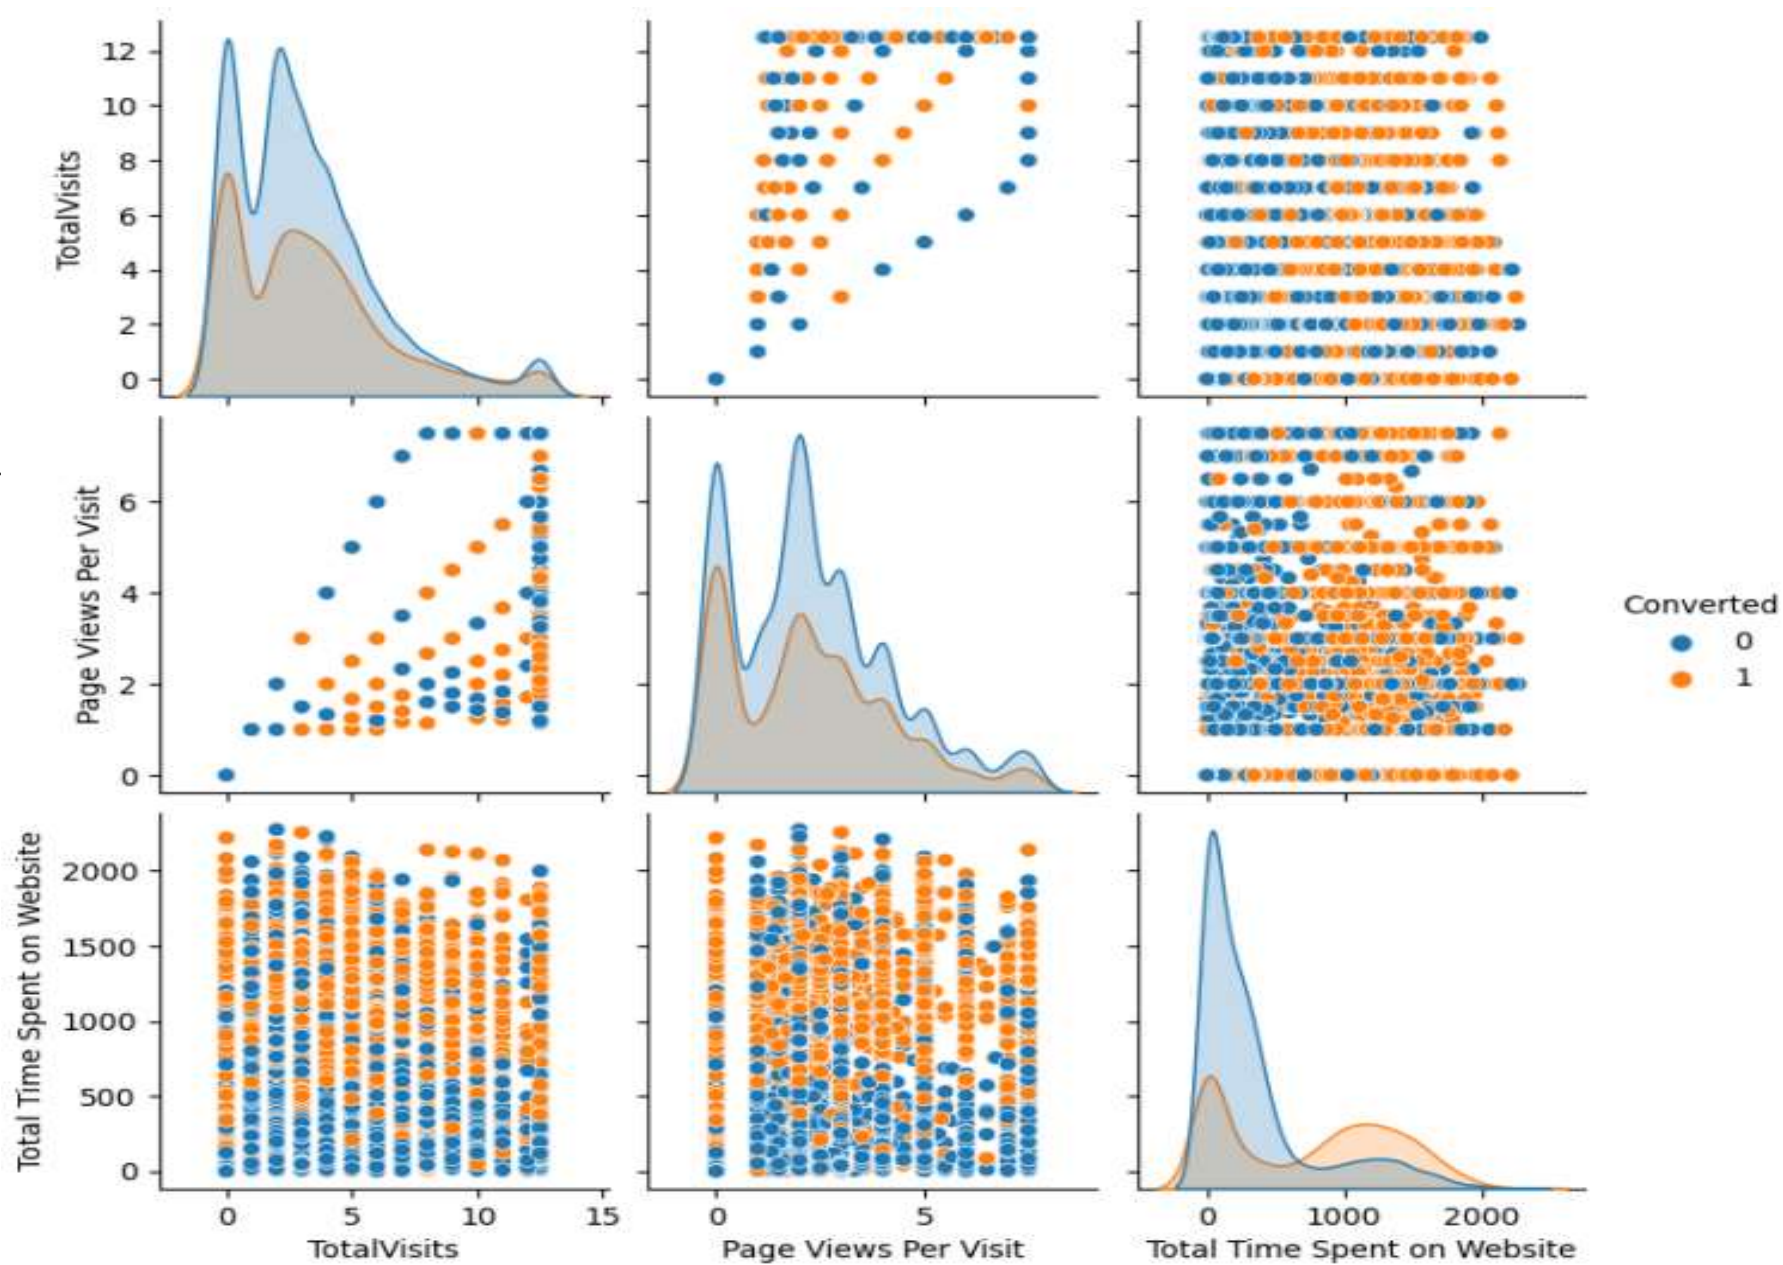 12
10
8
6
4
2
0
TotalVisits
6
4
2
0
Page Views Per Visit
Converted
0
1
2000
1500
1000
500
0
Total Time Spent on Website
0 5 10 15
0 5
0 1000 2000
TotalVisits
Page Views Per Visit
Total Time Spent on Website